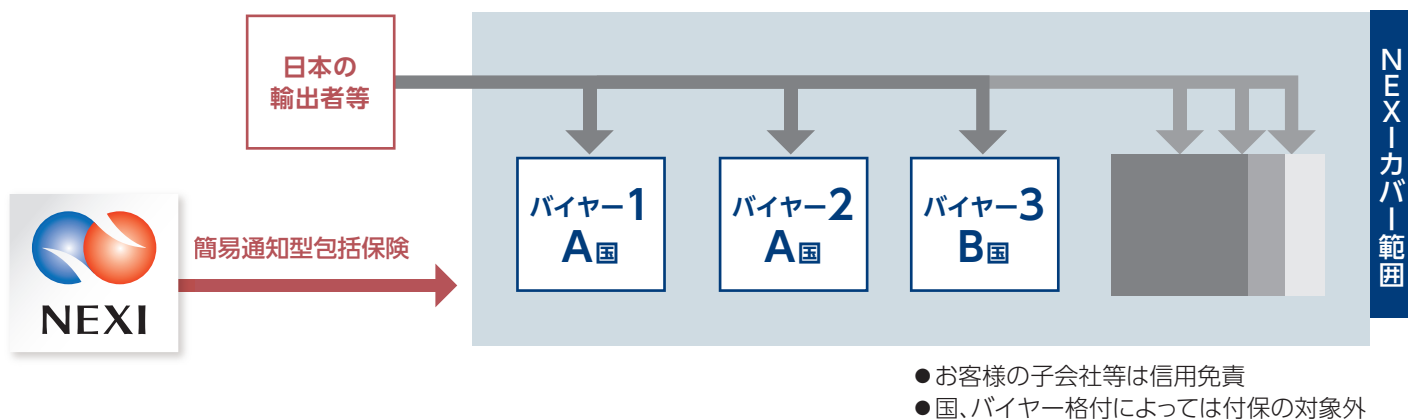 日本の
輸出者等
NEXIカバー範囲
バイヤー1
A国
バイヤー2
A国
バイヤー3
B国
簡易通知型包括保険
NEXI
●お客様の子会社等は信用免責
●国、バイヤー格付によっては付保の対象外